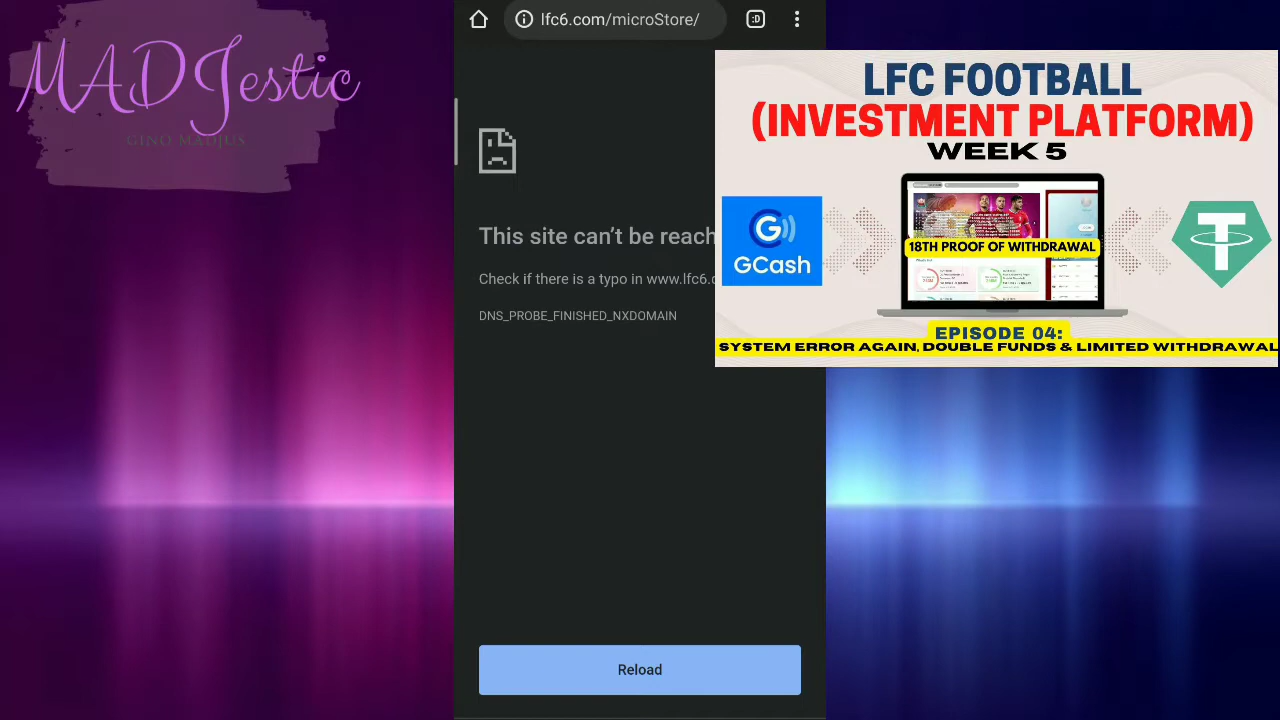 MADJestic
GINO MADJUS
lfc6.com/microStore/
:D
This site can't be reach
Check if there is a typo in www.lfc6.c
DNS_PROBE_FINISHED_NXDOMAIN
Reload
LFC FOOTBALL
(INVESTMENT PLATFORM)
WEEK 5
GCash
18TH PROOF OF WITHDRAWAL
EPISODE 04:
SYSTEM ERROR AGAIN, DOUBLE FUNDS & LIMITED WITHDRAWAL